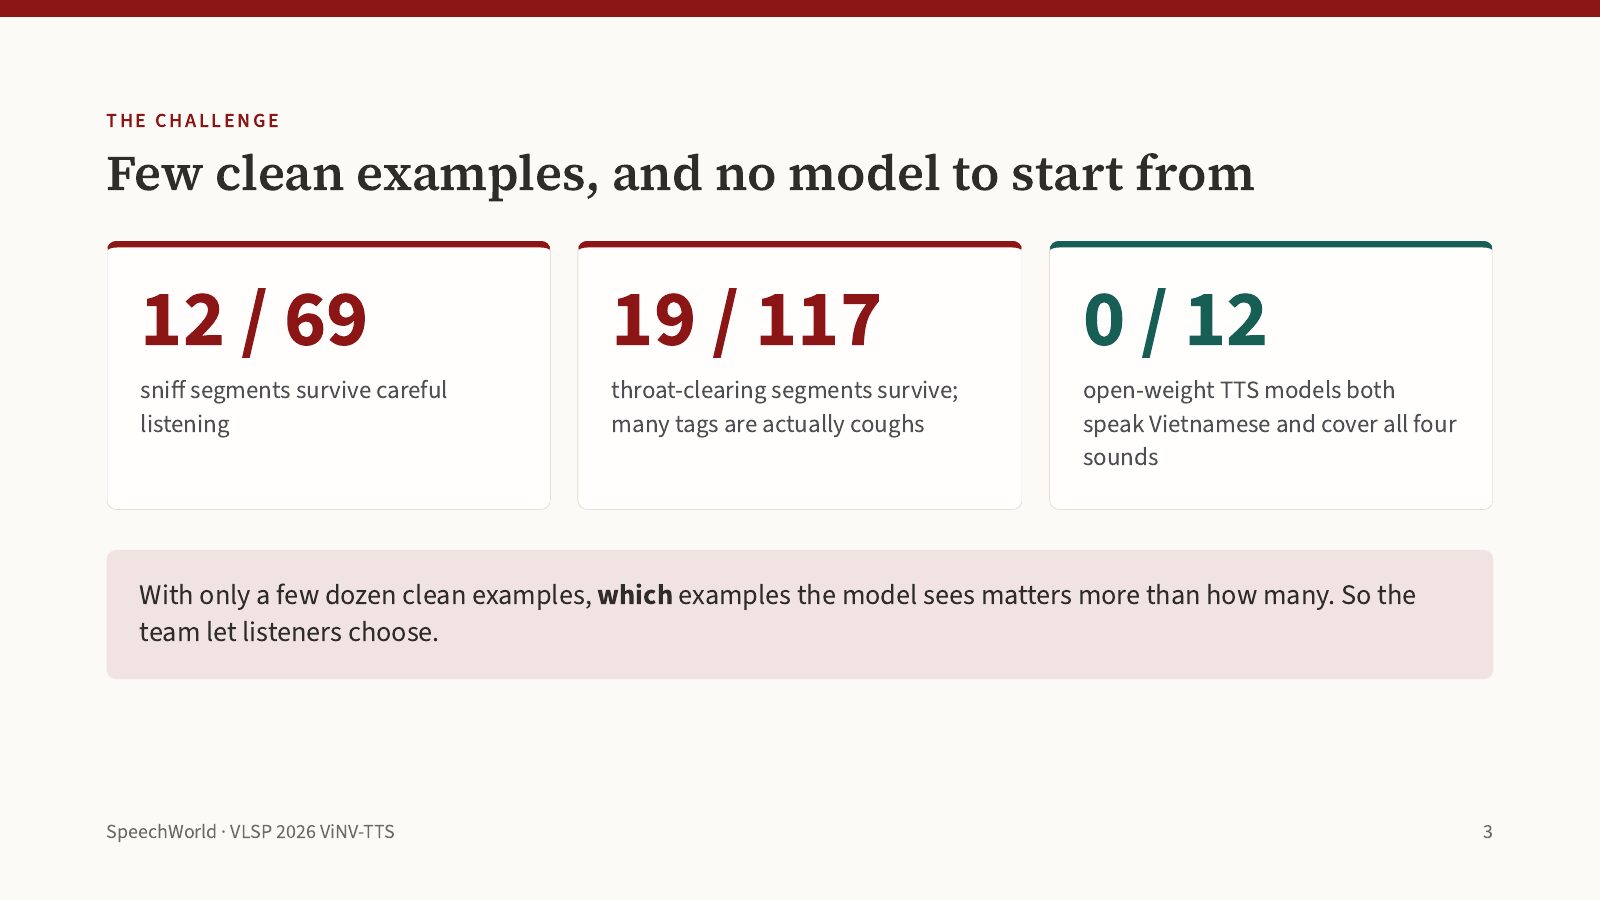 THE CHALLENGE
Few clean examples, and no model to start from
12 / 69
sniff segments survive careful
listening
19 / 117
throat-clearing segments survive;
many tags are actually coughs
0 / 12
open-weight TTS models both
speak Vietnamese and cover all four
sounds
With only a few dozen clean examples, which examples the model sees matters more than how many. So the
team let listeners choose.
SpeechWorld · VLSP 2026 ViNV-TTS
3